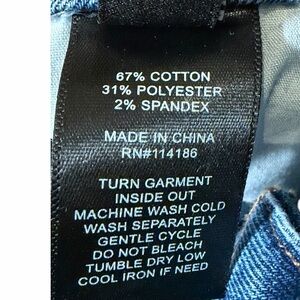 67% COTTON
31% POLYESTER
2% SPANDEX
MADE IN CHINA
RN#114186
TURN GARMENT
INSIDE OUT
MACHINE WASH COLD
WASH SEPARATELY
GENTLE CYCLE
DO NOT BLEACH
TUMBLE DRY LOW
COOL IRON IF NEED